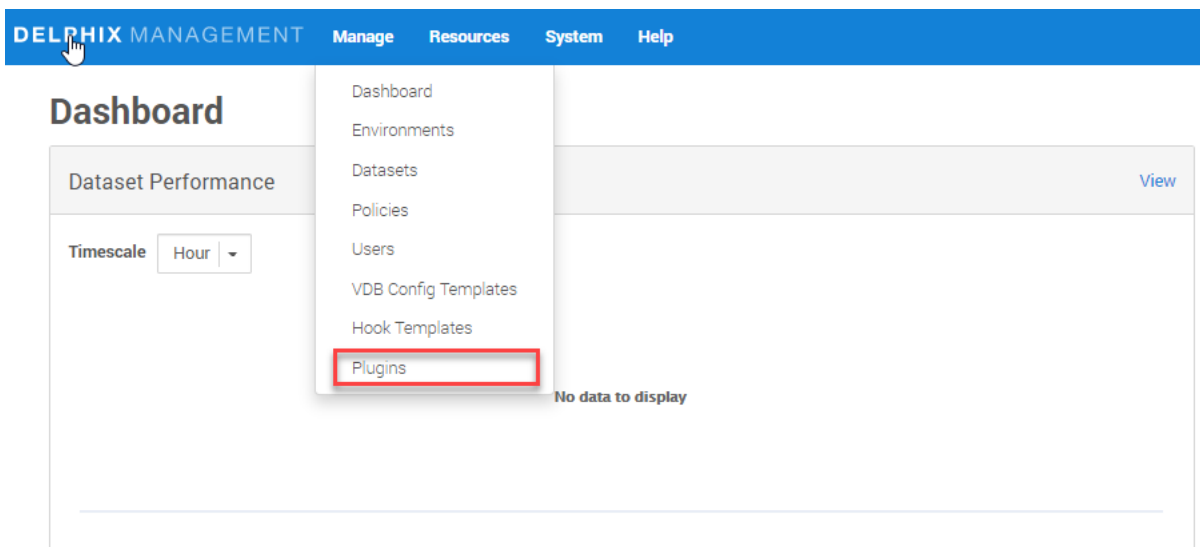 DELPHIX MANAGEMENT Manage Resources System Help
Dashboard
Environments
Datasets
Policies
Users
VDB Config Templates
Hook Templates
Plugins
Dashboard
Dataset Performance View
Timescale Hour
No data to display